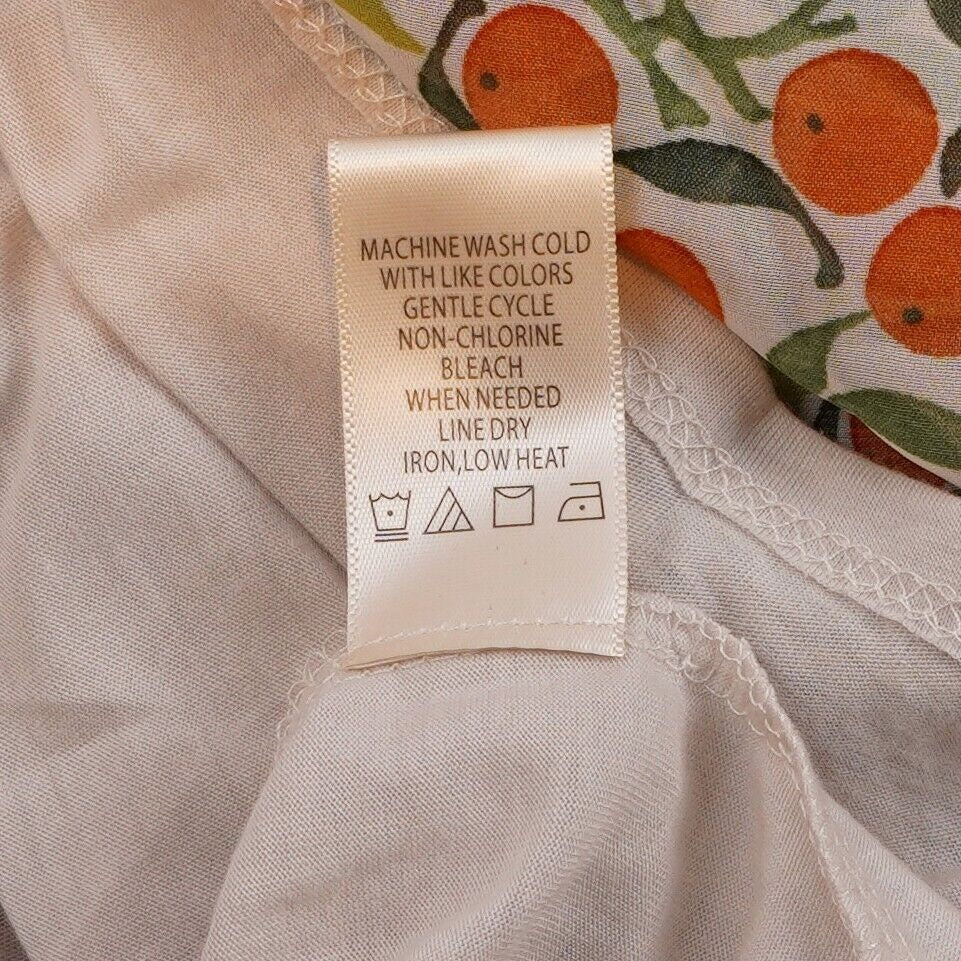 MACHINE WASH COLD
WITH LIKE COLORS
GENTLE CYCLE
NON-CHLORINE
BLEACH
WHEN NEEDED
LINE DRY
IRON,LOW HEAT